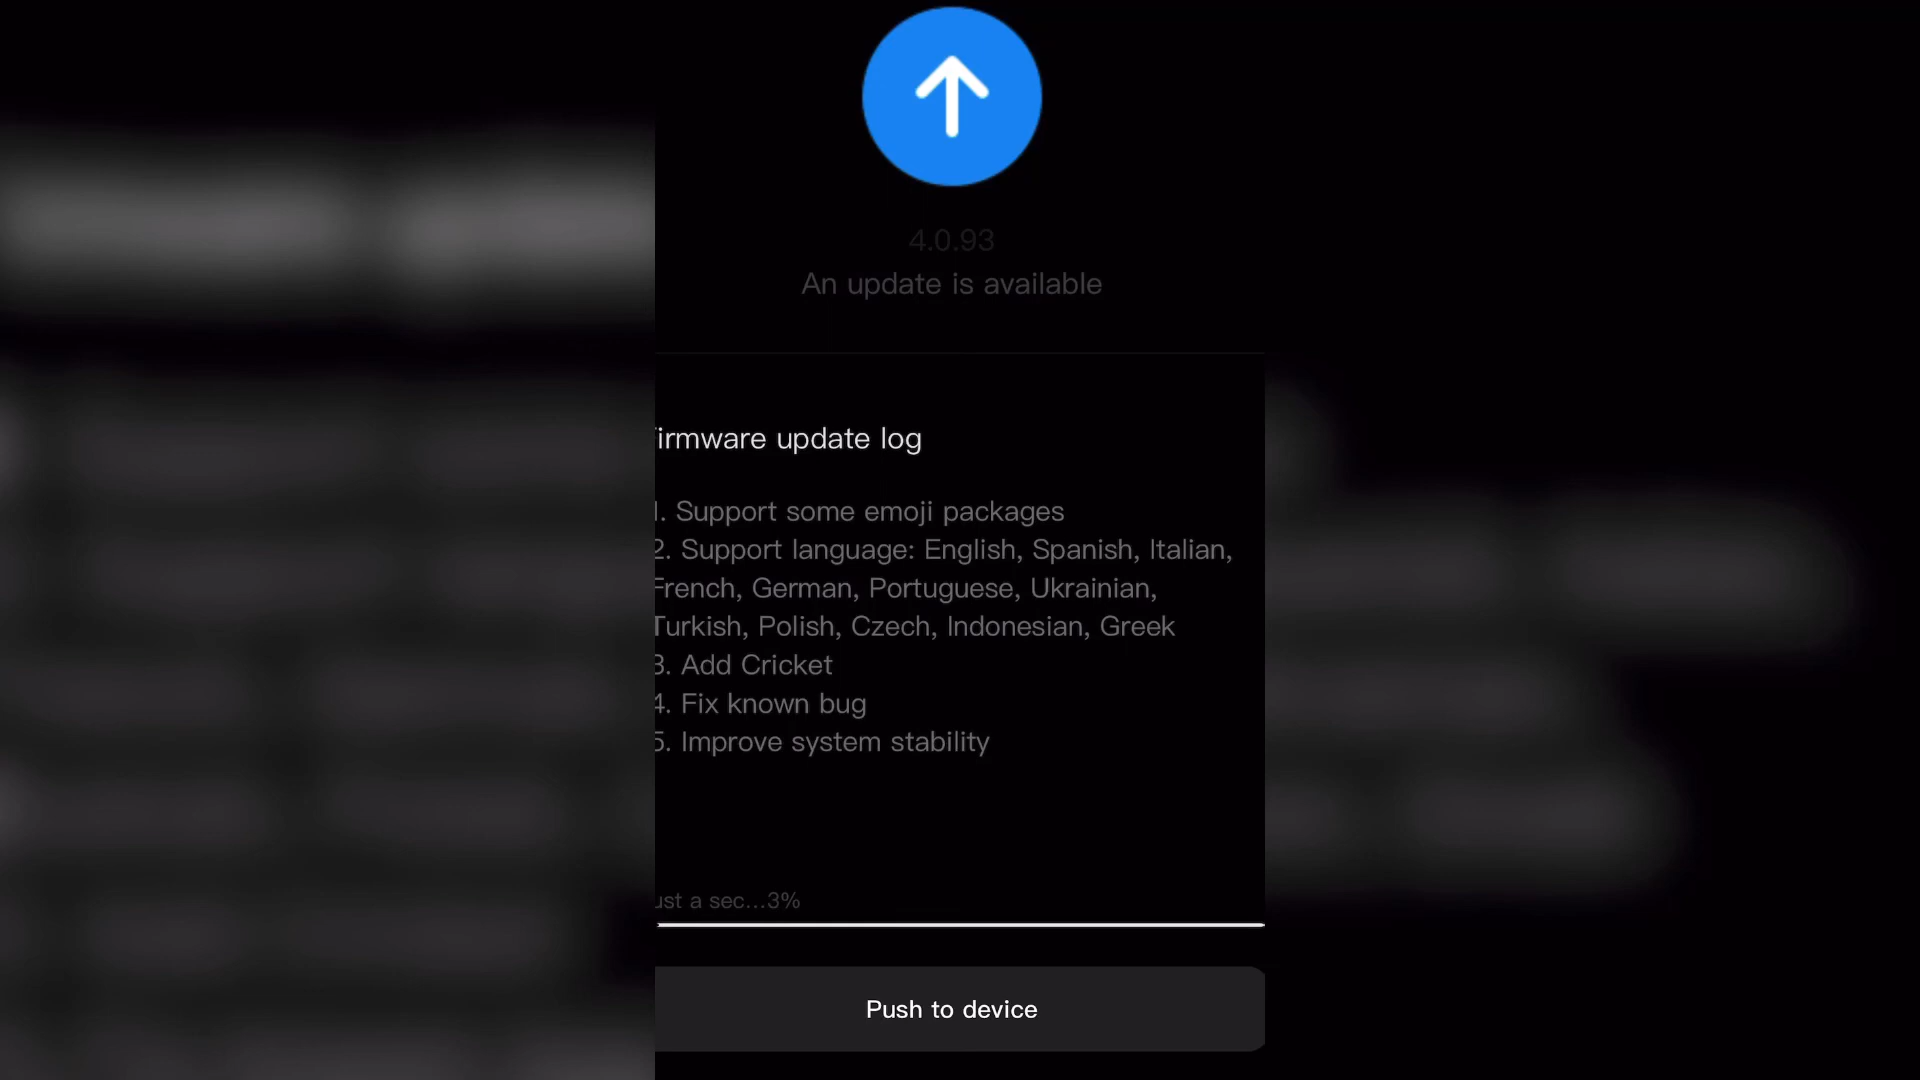 4.0.93
An update is available
irmware update log
1. Support some emoji packages
2. Support language: English, Spanish, Italian,
French, German, Portuguese, Ukrainian,
Turkish, Polish, Czech, Indonesian, Greek
3. Add Cricket
4. Fix known bug
5. Improve system stability
ust a sec...3%
Push to device